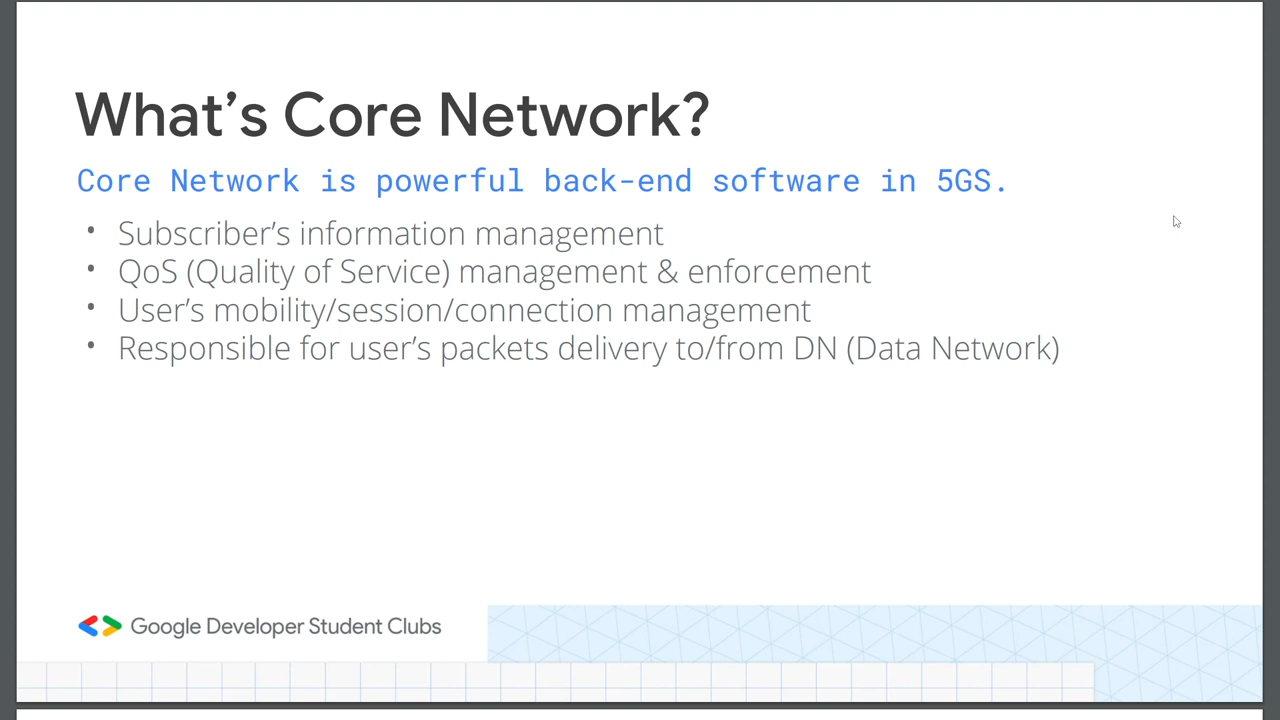 What’s Core Network?
Core Network is powerful back-end software in 5GS.
• Subscriber’s information management
• QoS (Quality of Service) management & enforcement
• User’s mobility/session/connection management
• Responsible for user’s packets delivery to/from DN (Data Network)
Google Developer Student Clubs